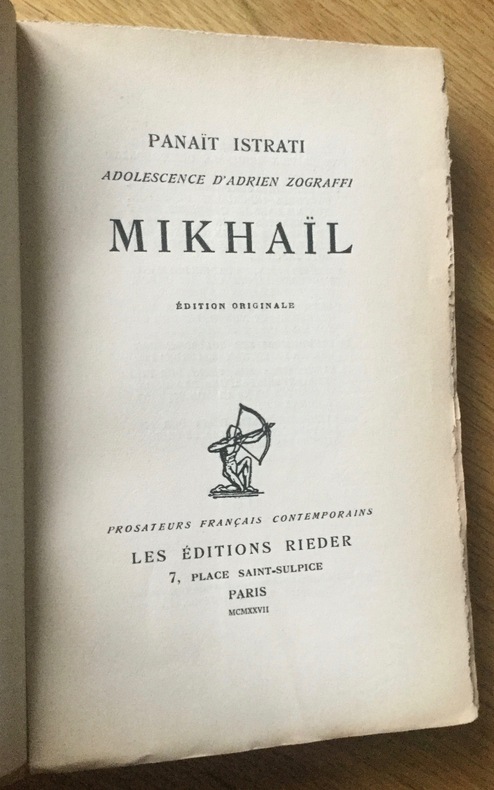 PANAÏT ISTRATI
ADOLESCENCE D'ADRIEN ZOGRAFFI
MIKHAÏL
ÉDITION ORIGINALE
PROSATEURS FRANÇAIS CONTEMPORAINS
LES ÉDITIONS RIEDER
7, PLACE SAINT-SULPICE
PARIS
MCMXXVII